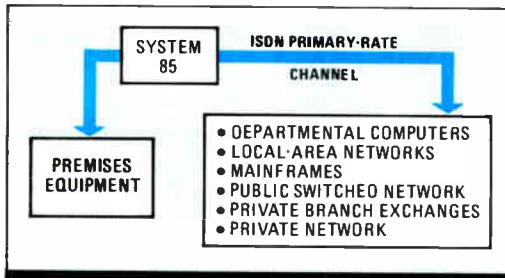 SYSTEM
85
ISDN PRIMARY-RATE
CHANNEL
PREMISES
EQUIPMENT
• DEPARTMENTAL COMPUTERS
• LOCAL-AREA NETWORKS
• MAINFRAMES
• PUBLIC SWITCHED NETWORK
• PRIVATE BRANCH EXCHANGES
• PRIVATE NETWORK